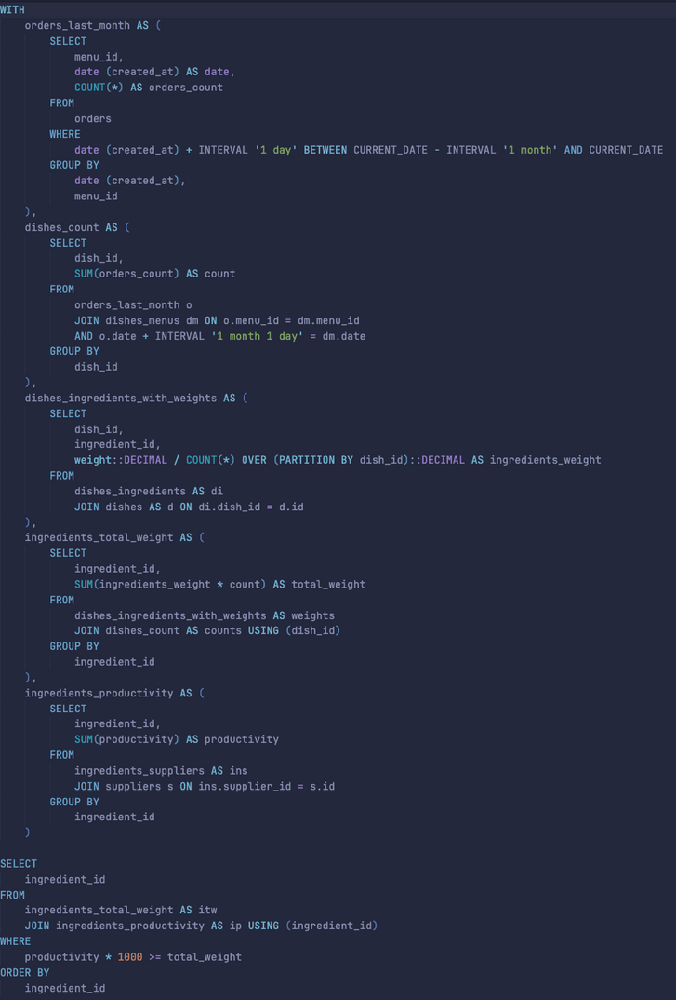 WITH
    orders_last_month AS (
        SELECT
            menu_id,
            date (created_at) AS date,
            COUNT(*) AS orders_count
        FROM
            orders
        WHERE
            date (created_at) + INTERVAL '1 day' BETWEEN CURRENT_DATE - INTERVAL '1 month' AND CURRENT_DATE
        GROUP BY
            date (created_at),
            menu_id
    ),
    dishes_count AS (
        SELECT
            dish_id,
            SUM(orders_count) AS count
        FROM
            orders_last_month o
            JOIN dishes_menus dm ON o.menu_id = dm.menu_id
            AND o.date + INTERVAL '1 month 1 day' = dm.date
        GROUP BY
            dish_id
    ),
    dishes_ingredients_with_weights AS (
        SELECT
            dish_id,
            ingredient_id,
            weight::DECIMAL / COUNT(*) OVER (PARTITION BY dish_id)::DECIMAL AS ingredients_weight
        FROM
            dishes_ingredients AS di
            JOIN dishes AS d ON di.dish_id = d.id
    ),
    ingredients_total_weight AS (
        SELECT
            ingredient_id,
            SUM(ingredients_weight * count) AS total_weight
        FROM
            dishes_ingredients_with_weights AS weights
            JOIN dishes_count AS counts USING (dish_id)
        GROUP BY
            ingredient_id
    ),
    ingredients_productivity AS (
        SELECT
            ingredient_id,
            SUM(productivity) AS productivity
        FROM
            ingredients_suppliers AS ins
            JOIN suppliers s ON ins.supplier_id = s.id
        GROUP BY
            ingredient_id
    )

SELECT
    ingredient_id
FROM
    ingredients_total_weight AS itw
    JOIN ingredients_productivity AS ip USING (ingredient_id)
WHERE
    productivity * 1000 >= total_weight
ORDER BY
    ingredient_id